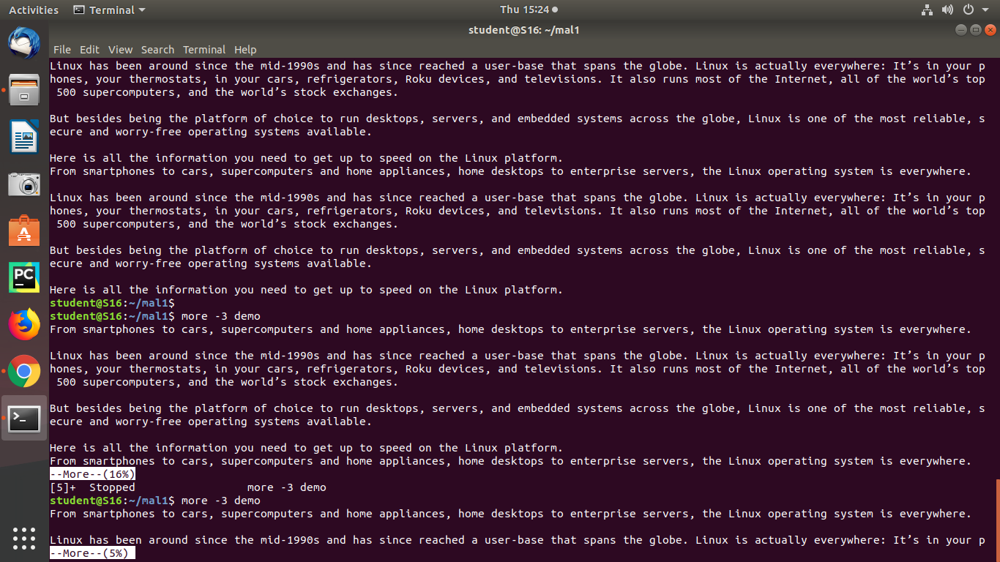 Activities Terminal Thu 15:24
student@S16: ~/mal1
File Edit View Search Terminal Help
Linux has been around since the mid-1990s and has since reached a user-base that spans the globe. Linux is actually everywhere: It’s in your p
hones, your thermostats, in your cars, refrigerators, Roku devices, and televisions. It also runs most of the Internet, all of the world’s top
 500 supercomputers, and the world’s stock exchanges.
But besides being the platform of choice to run desktops, servers, and embedded systems across the globe, Linux is one of the most reliable, s
ecure and worry-free operating systems available.
Here is all the information you need to get up to speed on the Linux platform.
From smartphones to cars, supercomputers and home appliances, home desktops to enterprise servers, the Linux operating system is everywhere.
Linux has been around since the mid-1990s and has since reached a user-base that spans the globe. Linux is actually everywhere: It’s in your p
hones, your thermostats, in your cars, refrigerators, Roku devices, and televisions. It also runs most of the Internet, all of the world’s top
 500 supercomputers, and the world’s stock exchanges.
But besides being the platform of choice to run desktops, servers, and embedded systems across the globe, Linux is one of the most reliable, s
ecure and worry-free operating systems available.
Here is all the information you need to get up to speed on the Linux platform.
student@S16:~/mal1$
student@S16:~/mal1$ more -3 demo
From smartphones to cars, supercomputers and home appliances, home desktops to enterprise servers, the Linux operating system is everywhere.
Linux has been around since the mid-1990s and has since reached a user-base that spans the globe. Linux is actually everywhere: It’s in your p
hones, your thermostats, in your cars, refrigerators, Roku devices, and televisions. It also runs most of the Internet, all of the world’s top
 500 supercomputers, and the world’s stock exchanges.
But besides being the platform of choice to run desktops, servers, and embedded systems across the globe, Linux is one of the most reliable, s
ecure and worry-free operating systems available.
Here is all the information you need to get up to speed on the Linux platform.
From smartphones to cars, supercomputers and home appliances, home desktops to enterprise servers, the Linux operating system is everywhere.
--More--(16%)
[5]+  Stopped                 more -3 demo
student@S16:~/mal1$ more -3 demo
From smartphones to cars, supercomputers and home appliances, home desktops to enterprise servers, the Linux operating system is everywhere.
Linux has been around since the mid-1990s and has since reached a user-base that spans the globe. Linux is actually everywhere: It’s in your p
--More--(5%)
PC